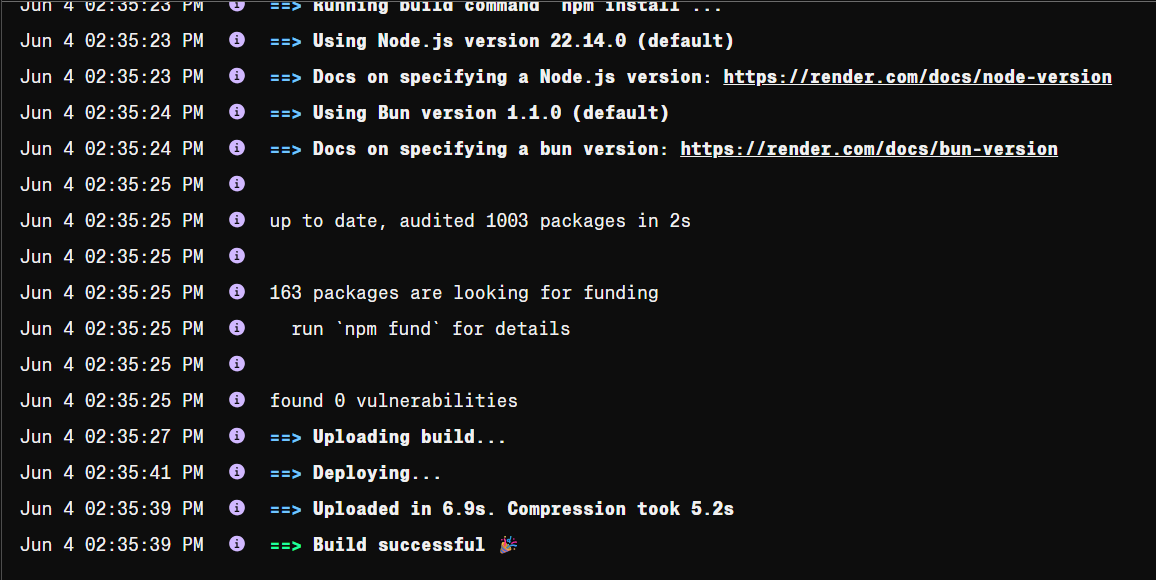 Jun 4 02:35:23 PM ==> Running build command `npm install`...
Jun 4 02:35:23 PM ==> Using Node.js version 22.14.0 (default)
Jun 4 02:35:23 PM ==> Docs on specifying a Node.js version: https://render.com/docs/node-version
Jun 4 02:35:24 PM ==> Using Bun version 1.1.0 (default)
Jun 4 02:35:24 PM ==> Docs on specifying a bun version: https://render.com/docs/bun-version
Jun 4 02:35:25 PM
Jun 4 02:35:25 PM up to date, audited 1003 packages in 2s
Jun 4 02:35:25 PM
Jun 4 02:35:25 PM 163 packages are looking for funding
Jun 4 02:35:25 PM run `npm fund` for details
Jun 4 02:35:25 PM
Jun 4 02:35:25 PM found 0 vulnerabilities
Jun 4 02:35:27 PM ==> Uploading build...
Jun 4 02:35:41 PM ==> Deploying...
Jun 4 02:35:39 PM ==> Uploaded in 6.9s. Compression took 5.2s
Jun 4 02:35:39 PM ==> Build successful 🎉